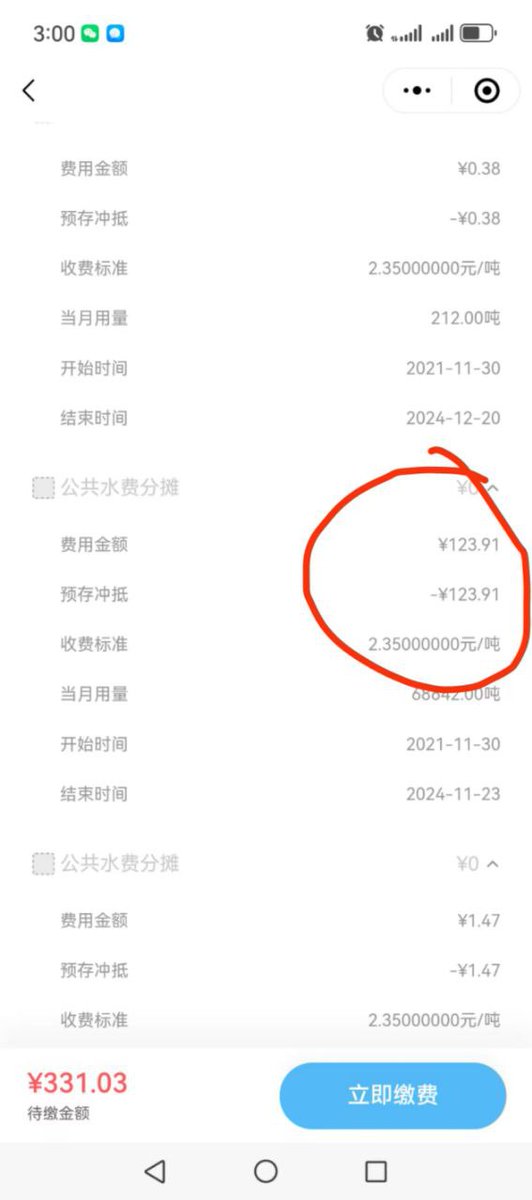 3:00
费用金额 ¥0.38
预存冲抵 -¥0.38
收费标准 2.35000000元/吨
当月用量 212.00吨
开始时间 2021-11-30
结束时间 2024-12-20
公共水费分摊 ¥0
费用金额 ¥123.91
预存冲抵 -¥123.91
收费标准 2.35000000元/吨
当月用量 68842.00吨
开始时间 2021-11-30
结束时间 2024-11-23
公共水费分摊 ¥0
费用金额 ¥1.47
预存冲抵 -¥1.47
收费标准 2.35000000元/吨
¥331.03
待缴金额
立即缴费